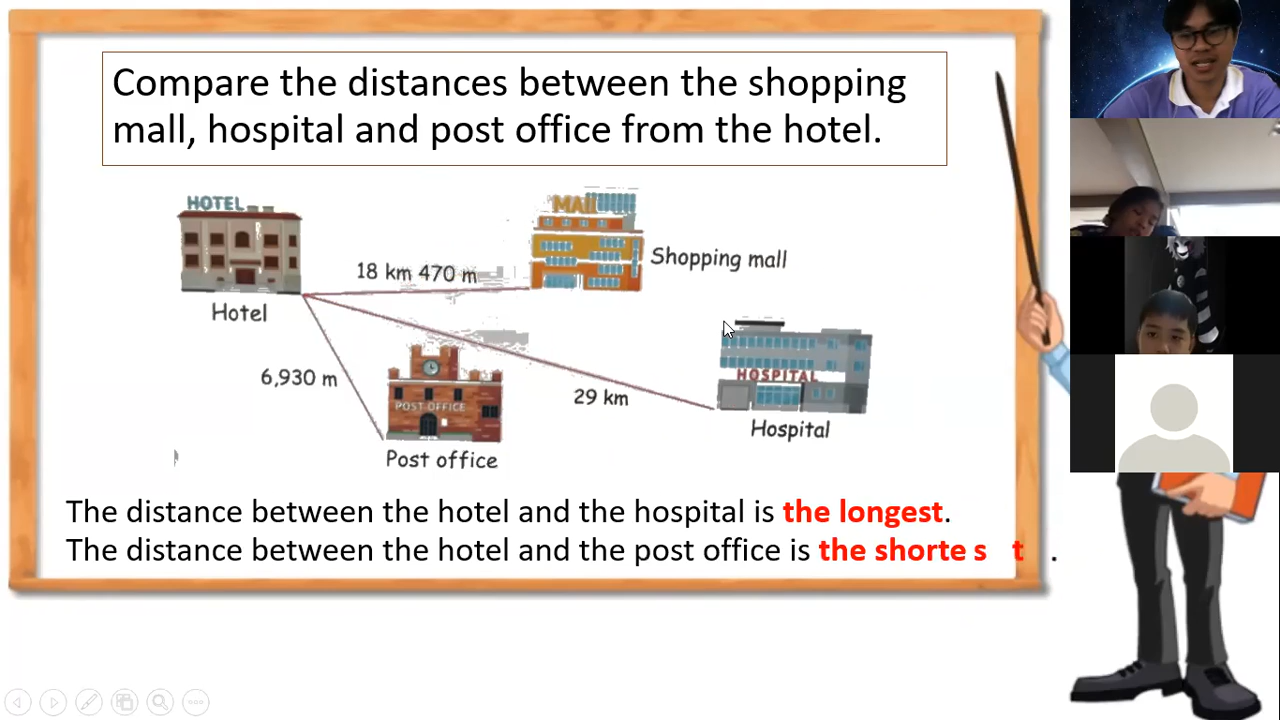 Compare the distances between the shopping
mall, hospital and post office from the hotel.
HOTEL
MALL
18 km 470 m
Shopping mall
Hotel
6,930 m
POST OFFICE
HOSPITAL
29 km
Hospital
Post office
The distance between the hotel and the hospital is the longest.
The distance between the hotel and the post office is the shortest.